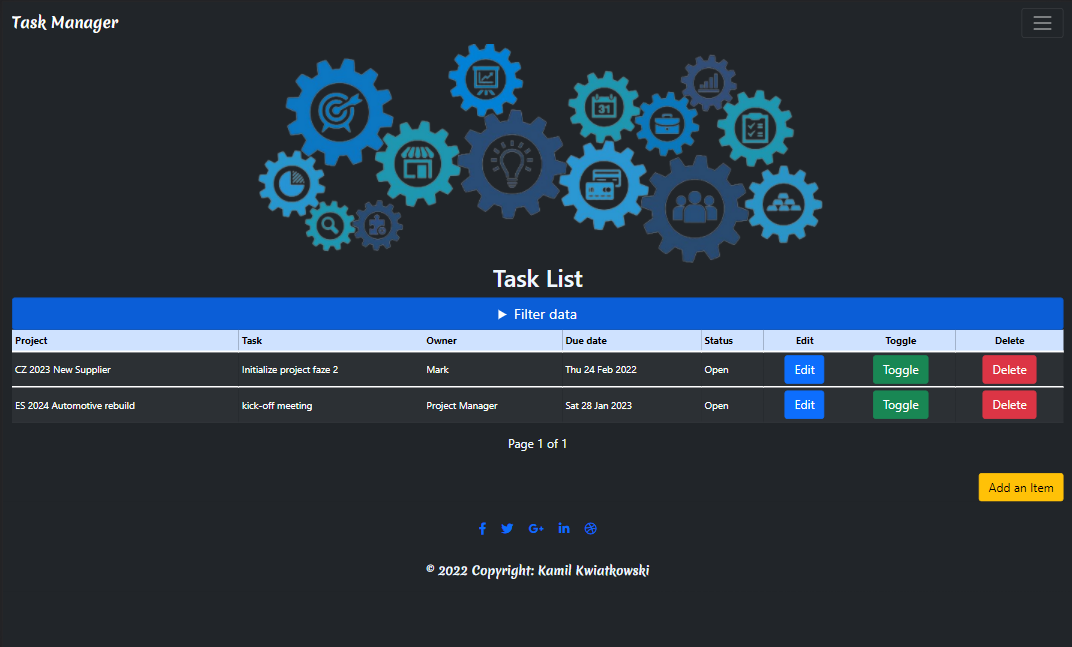 Task Manager
31
Task List
▶ Filter data
Project Task Owner Due date Status Edit Toggle Delete
CZ 2023 New Supplier Initialize project faze 2 Mark Thu 24 Feb 2022 Open Edit Toggle Delete
ES 2024 Automotive rebuild kick-off meeting Project Manager Sat 28 Jan 2023 Open Edit Toggle Delete
Page 1 of 1
Add an Item
f G+ in
© 2022 Copyright: Kamil Kwiatkowski